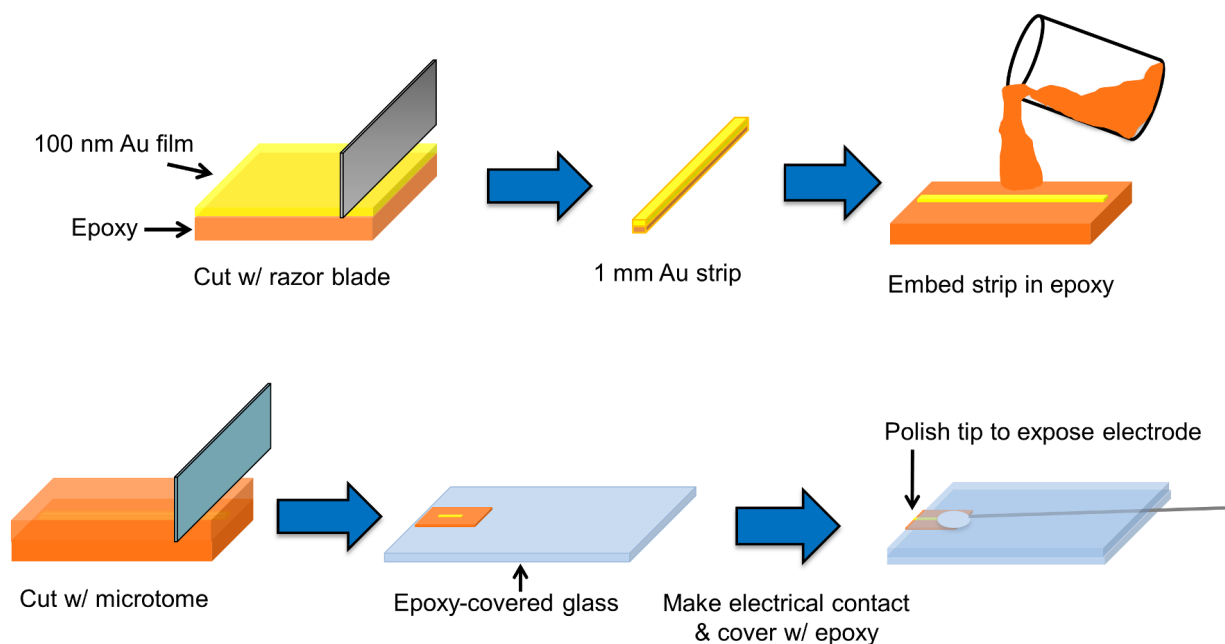 100 nm Au film
Epoxy
Cut w/ razor blade
1 mm Au strip
Embed strip in epoxy
Cut w/ microtome
Epoxy-covered glass
Make electrical contact
& cover w/ epoxy
Polish tip to expose electrode